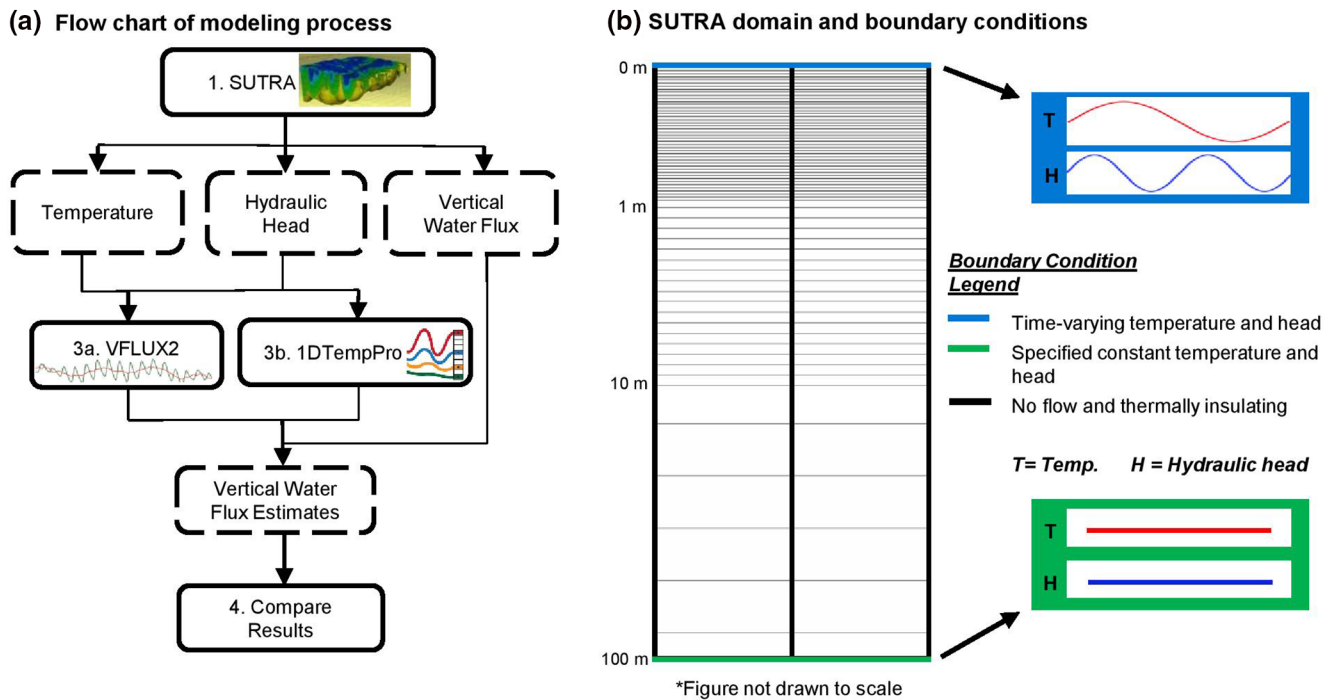 (a) Flow chart of modeling process
1. SUTRA
Temperature
Hydraulic
Head
Vertical
Water Flux
3a. VFLUX2
3b. 1DTempPro
Vertical Water
Flux Estimates
4. Compare
Results
(b) SUTRA domain and boundary conditions
0 m
1 m
10 m
100 m
*Figure not drawn to scale
T
H
Boundary Condition
Legend
Time-varying temperature and head
Specified constant temperature and
head
No flow and thermally insulating
T= Temp. H = Hydraulic head
T
H